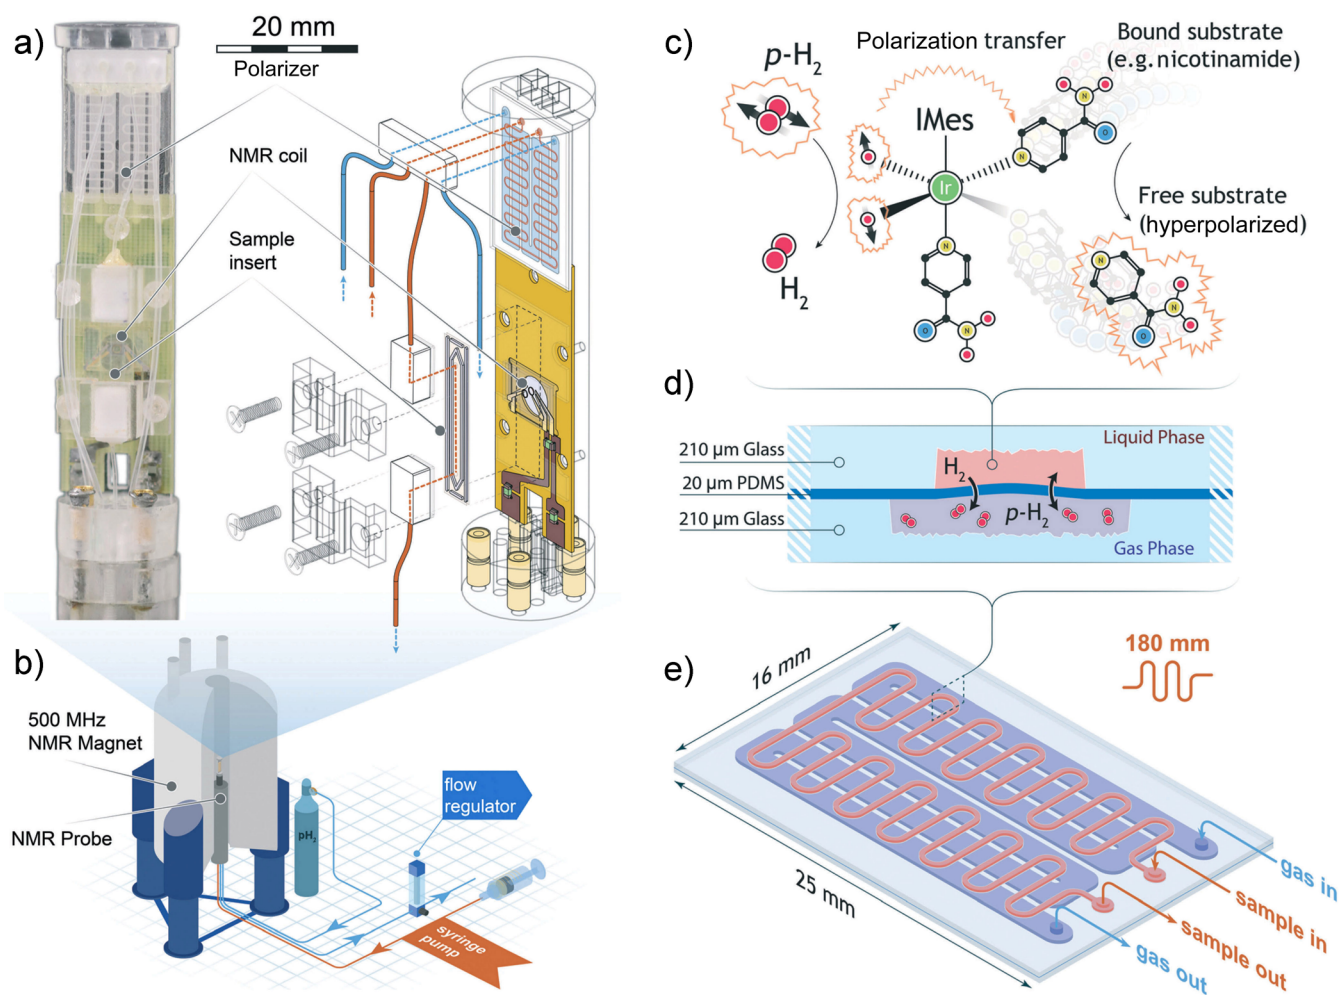 a)
20 mm
Polarizer
NMR coil
Sample
insert
b)
500 MHz
NMR Magnet
NMR Probe
pH₂
flow
regulator
syringe
pump
c)
p-H₂
H₂
Polarization transfer
IMes
Ir
N
N
O
N
N
O
Bound substrate
(e.g. nicotinamide)
Free substrate
(hyperpolarized)
N
N
O
d)
210 µm Glass
20 µm PDMS
210 µm Glass
Liquid Phase
H₂
p-H₂
Gas Phase
e)
16 mm
25 mm
180 mm
gas in
sample in
sample out
gas out